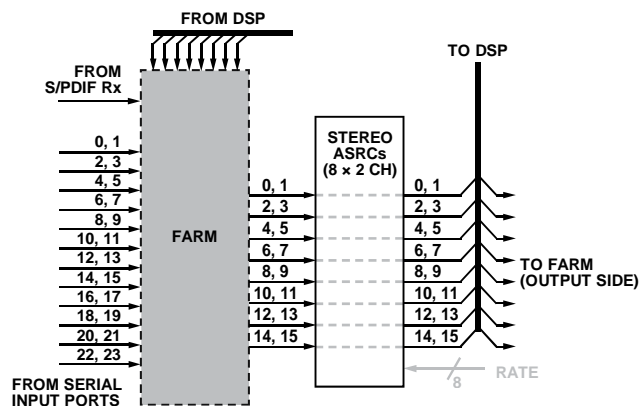 FROM DSP
FROM
S/PDIF Rx
TO DSP
0, 1
2, 3
4, 5
6, 7
8, 9
10, 11
12, 13
14, 15
16, 17
18, 19
20, 21
22, 23
FROM SERIAL
INPUT PORTS
FARM
0, 1
2, 3
4, 5
6, 7
8, 9
10, 11
12, 13
14, 15
STEREO
ASRCs
(8 × 2 CH)
0, 1
2, 3
4, 5
6, 7
8, 9
10, 11
12, 13
14, 15
TO FARM
(OUTPUT SIDE)
8
RATE